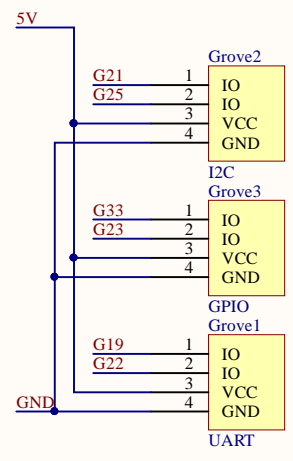 5V
Grove2
G21 1 IO
G25 2 IO
3 VCC
4 GND
I2C
Grove3
G33 1 IO
G23 2 IO
3 VCC
4 GND
GPIO
Grove1
G19 1 IO
G22 2 IO
3 VCC
GND 4 GND
UART